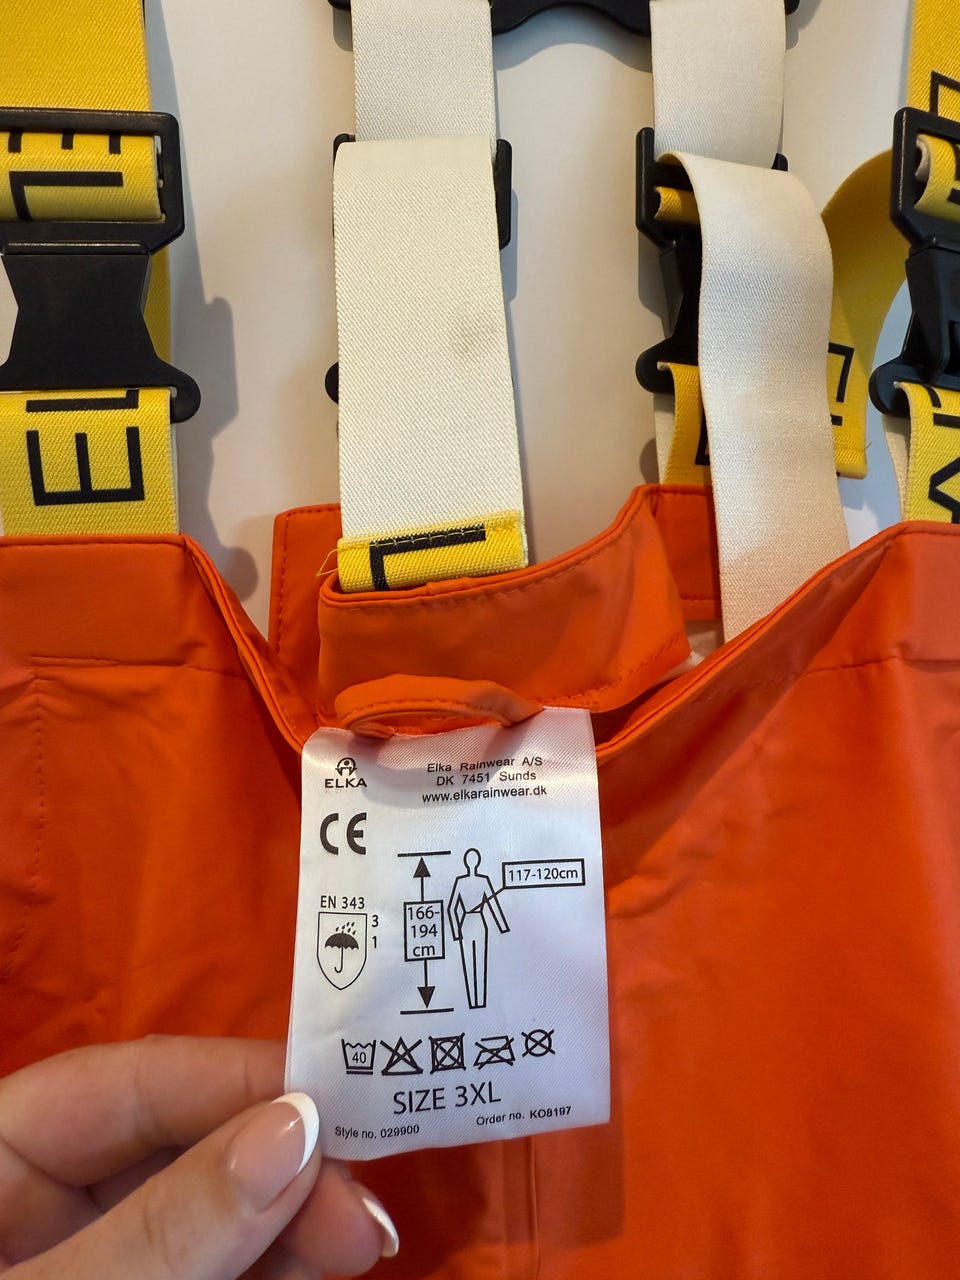 EL
ELKA
Elka Rainwear A/S
DK 7451 Sunds
www.elkarainwear.dk
CE
117-120cm
EN 343
3
1
166-
194
cm
40
SIZE 3XL
Style no. 029900
Order no. KO8197